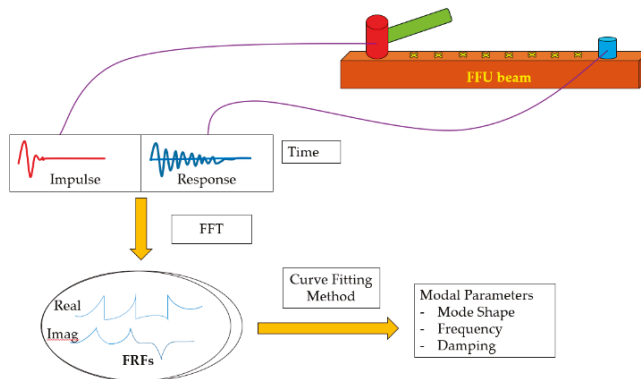 FFU beam
Time
Impulse
Response
FFT
Real
Imag
FRFs
Curve Fitting
Method
Modal Parameters
- Mode Shape
- Frequency
- Damping